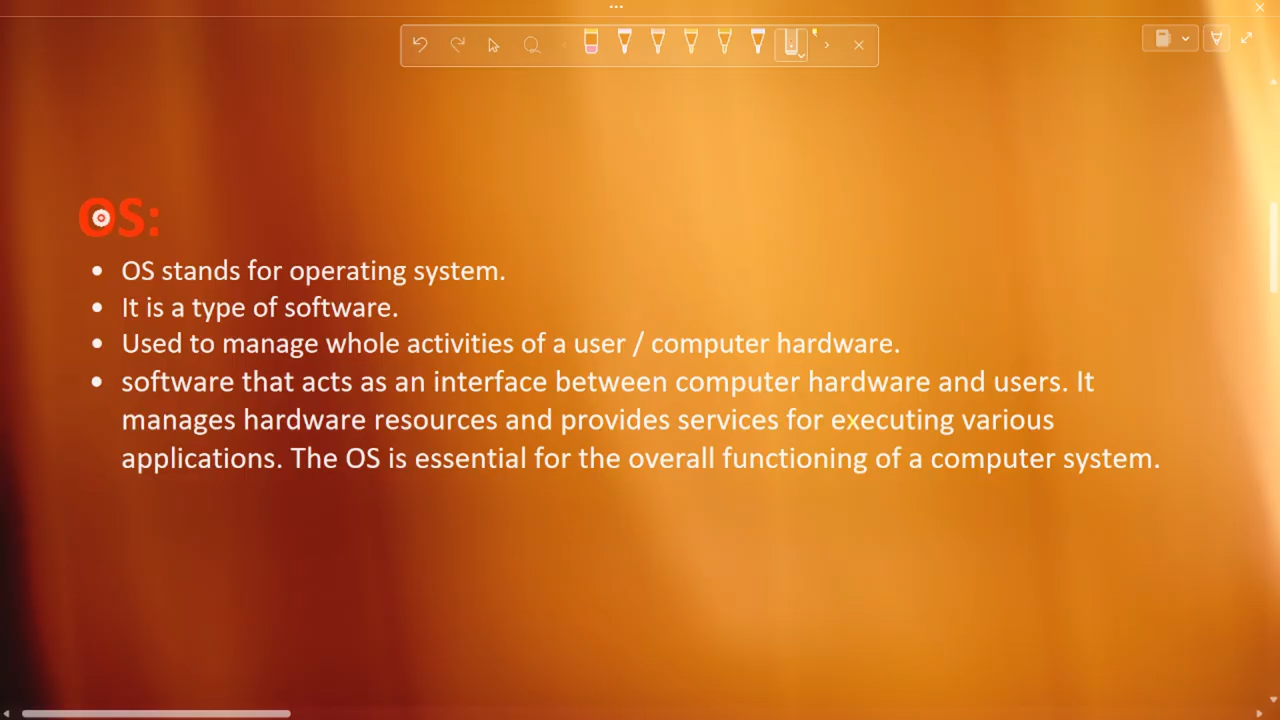 OS:
• OS stands for operating system.
• It is a type of software.
• Used to manage whole activities of a user / computer hardware.
• software that acts as an interface between computer hardware and users. It
manages hardware resources and provides services for executing various
applications. The OS is essential for the overall functioning of a computer system.